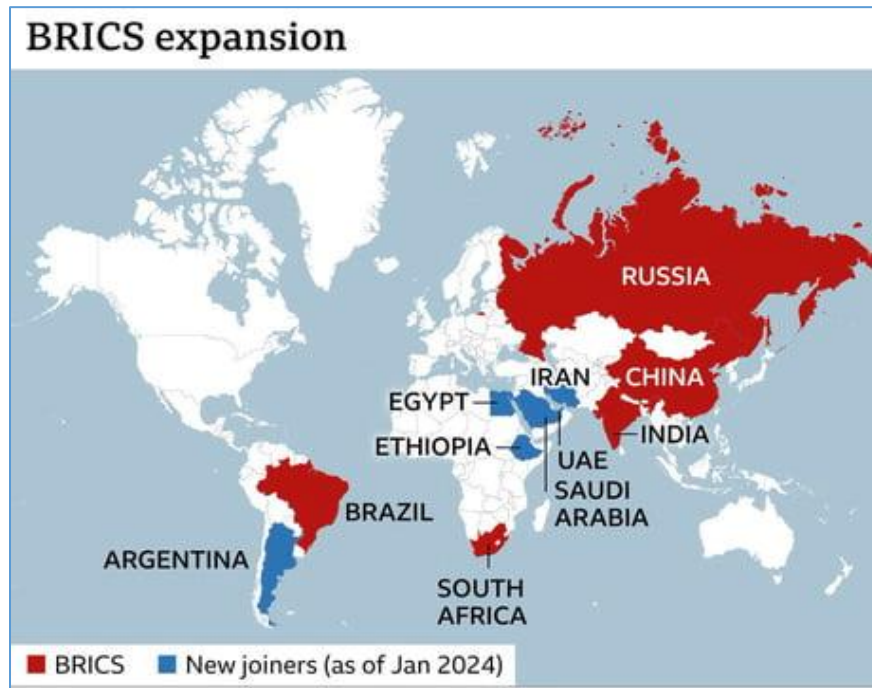 BRICS expansion
RUSSIA
IRAN
CHINA
EGYPT
INDIA
ETHIOPIA
UAE
SAUDI
ARABIA
BRAZIL
ARGENTINA
SOUTH
AFRICA
BRICS
New joiners (as of Jan 2024)